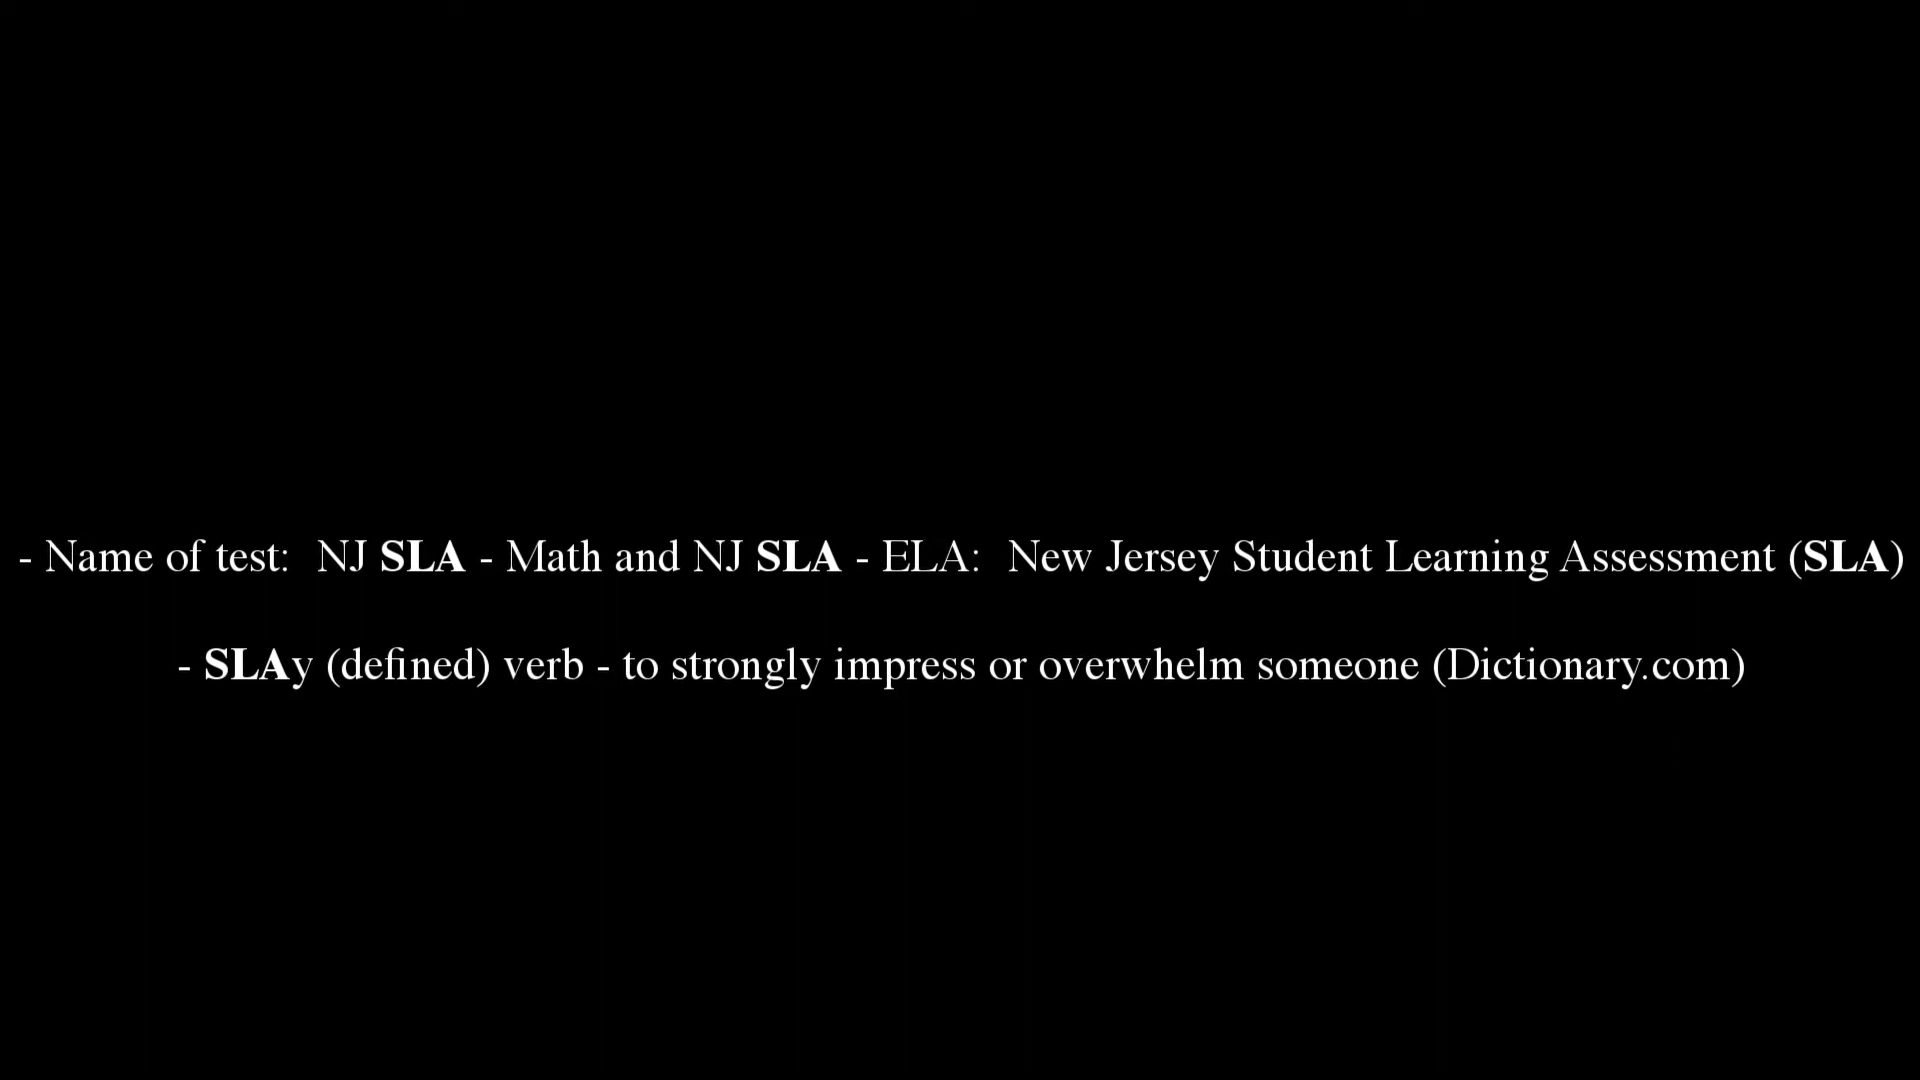 - Name of test:  NJ SLA - Math and NJ SLA - ELA:  New Jersey Student Learning Assessment (SLA)
- SLAy (defined) verb - to strongly impress or overwhelm someone (Dictionary.com)